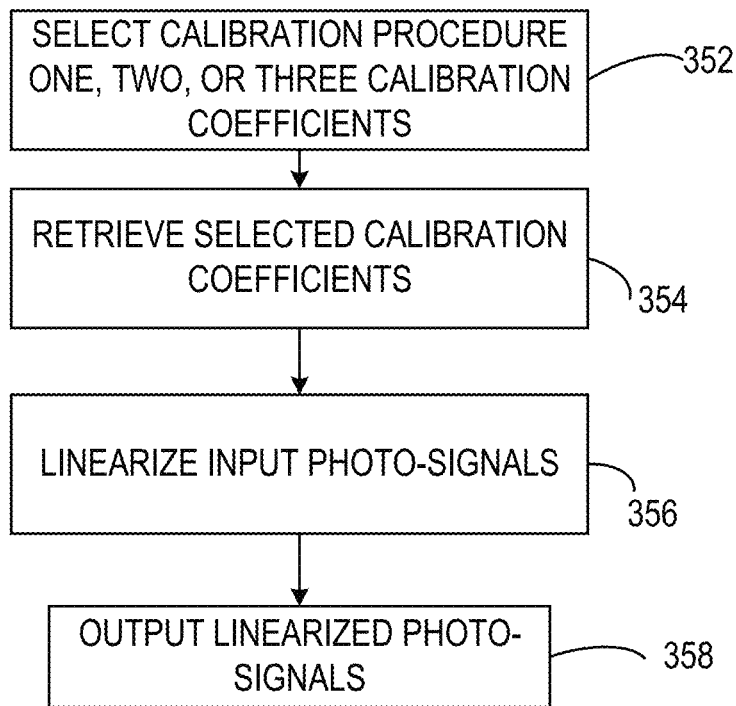 SELECT CALIBRATION PROCEDURE
ONE, TWO, OR THREE CALIBRATION
COEFFICIENTS
352
RETRIEVE SELECTED CALIBRATION
COEFFICIENTS
354
LINEARIZE INPUT PHOTO-SIGNALS
356
OUTPUT LINEARIZED PHOTO-
SIGNALS
358